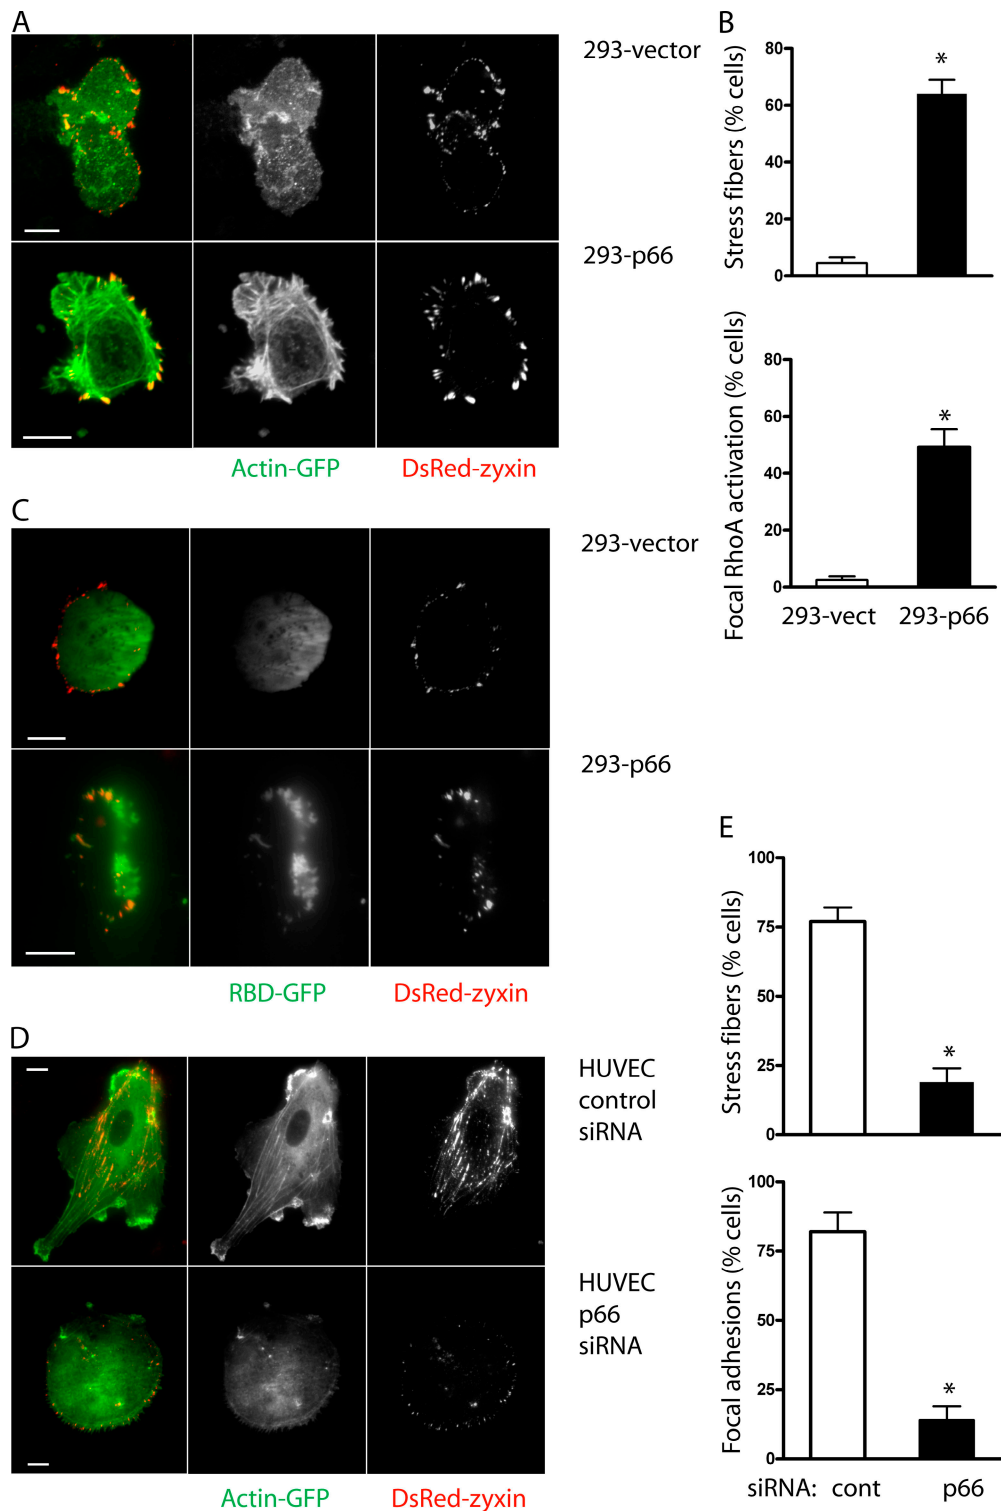 A
293-vector
293-p66
Actin-GFP
DsRed-zyxin
B
Stress fibers (% cells)
80
60
40
20
0
*
Focal RhoA activation (% cells)
80
60
40
20
0
*
293-vect
293-p66
C
293-vector
293-p66
RBD-GFP
DsRed-zyxin
D
HUVEC
control
siRNA
HUVEC
p66
siRNA
Actin-GFP
DsRed-zyxin
E
Stress fibers (% cells)
100
75
50
25
0
*
Focal adhesions (% cells)
100
75
50
25
0
*
siRNA: cont p66